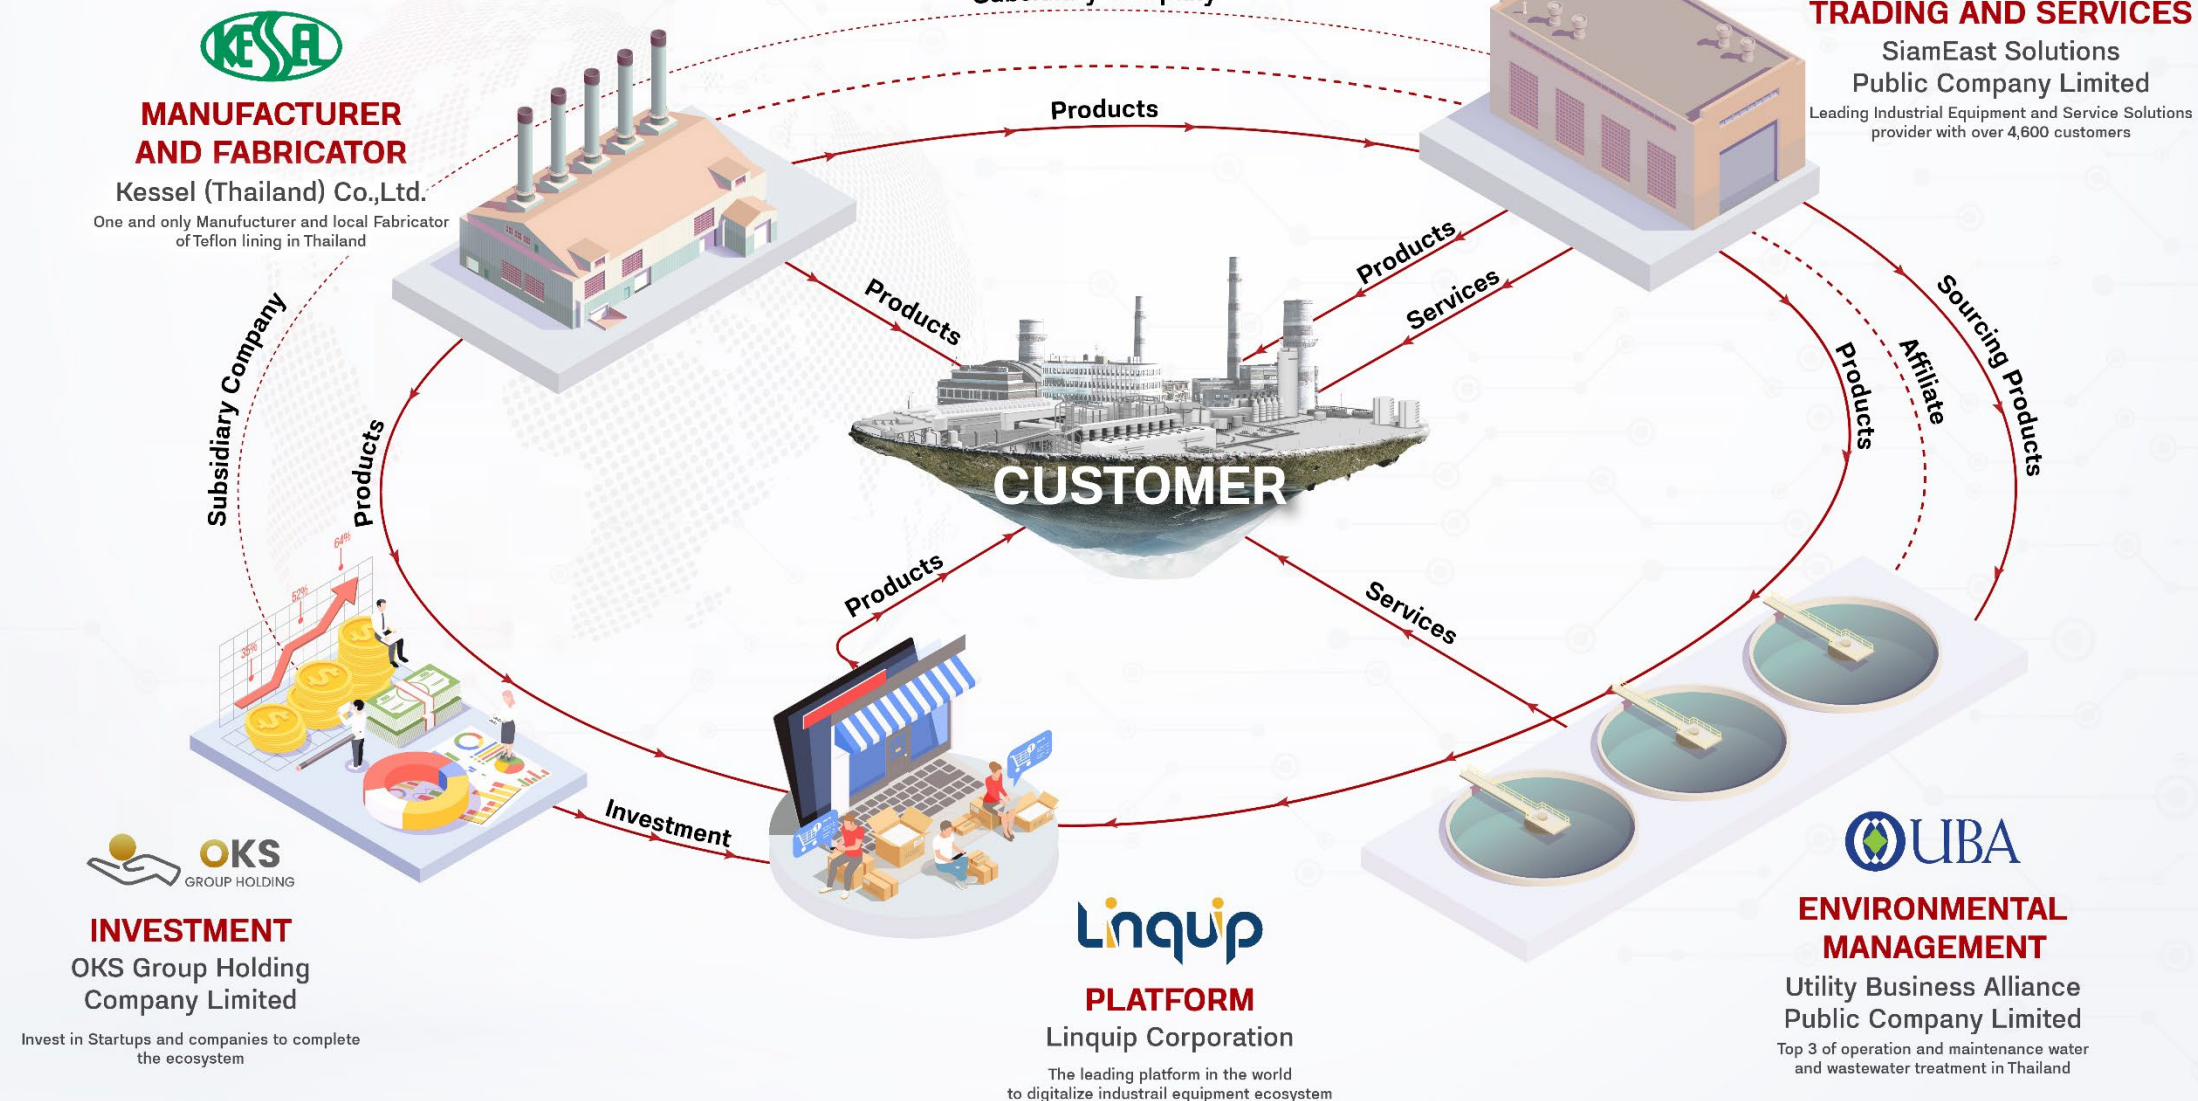 KESSEL
MANUFACTURER
AND FABRICATOR
Kessel (Thailand) Co.,Ltd.
One and only Manufacturer and local Fabricator
of Teflon lining in Thailand
TRADING AND SERVICES
SiamEast Solutions
Public Company Limited
Leading Industrial Equipment and Service Solutions
provider with over 4,600 customers
Products
Products
Products
Services
Subsidiary Company
Products
Products
Affiliate
Sourcing Products
CUSTOMER
Products
Services
35%
52%
64%
Investment
OKS
GROUP HOLDING
INVESTMENT
OKS Group Holding
Company Limited
Invest in Startups and companies to complete
the ecosystem
Linquip
PLATFORM
Linquip Corporation
The leading platform in the world
to digitalize industrail equipment ecosystem
UBA
ENVIRONMENTAL
MANAGEMENT
Utility Business Alliance
Public Company Limited
Top 3 of operation and maintenance water
and wastewater treatment in Thailand